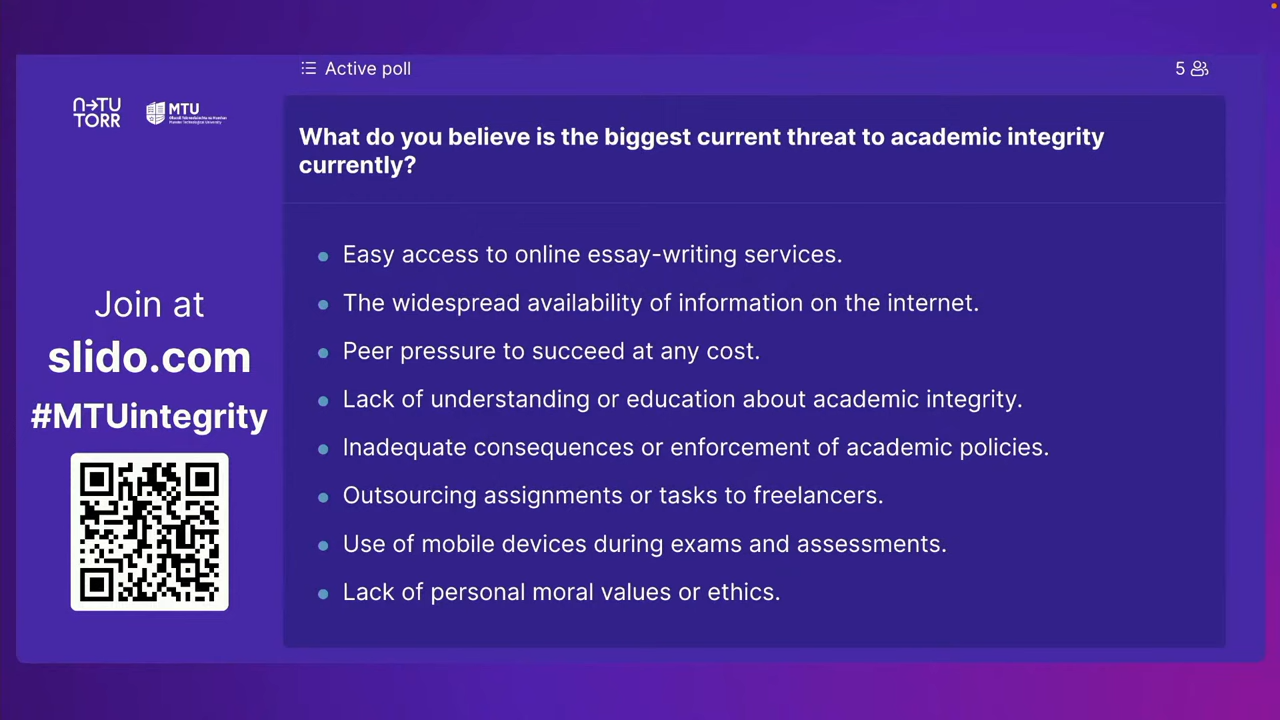 Active poll
5
N→TU
TORR
MTU
What do you believe is the biggest current threat to academic integrity
currently?
Easy access to online essay-writing services.
The widespread availability of information on the internet.
Peer pressure to succeed at any cost.
Lack of understanding or education about academic integrity.
Inadequate consequences or enforcement of academic policies.
Outsourcing assignments or tasks to freelancers.
Use of mobile devices during exams and assessments.
Lack of personal moral values or ethics.
Join at
slido.com
#MTUintegrity